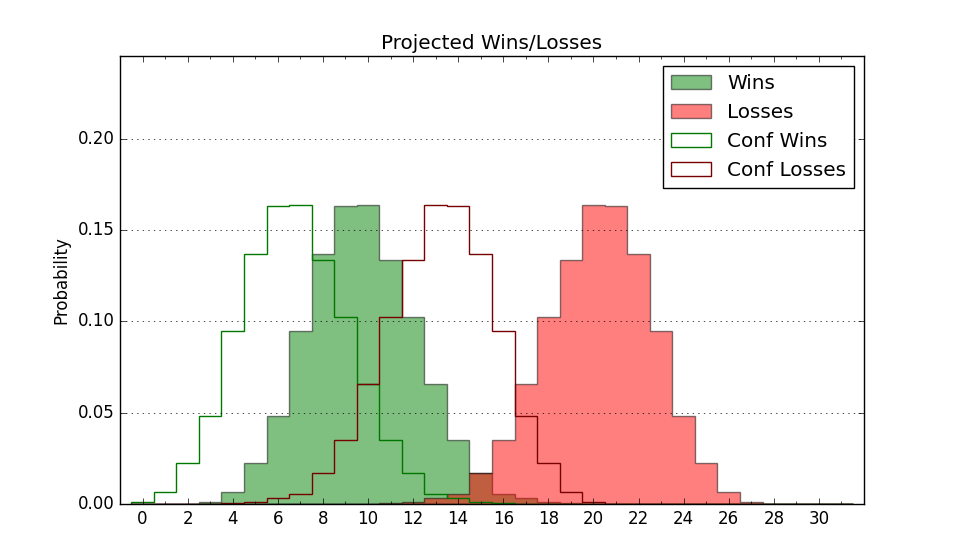 Projected Wins/Losses
Wins
Losses
Conf Wins
Conf Losses
Probability
0.20
0.15
0.10
0.05
0.00
0 2 4 6 8 10 12 14 16 18 20 22 24 26 28 30